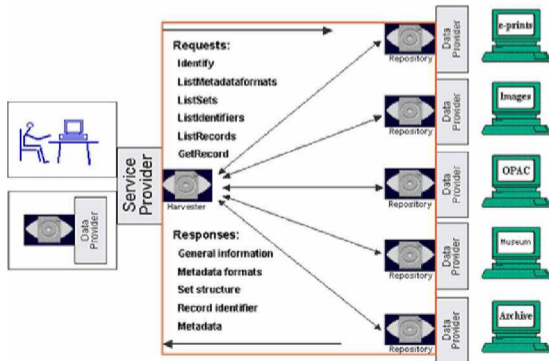 Requests:
Identify
ListMetadataformats
ListSets
ListIdentifiers
ListRecords
GetRecord
Service
Provider
Harvester
Data
Provider
Responses:
General information
Metadata formats
Set structure
Record identifier
Metadata
Repository
Data
Provider
e-prints
Repository
Data
Provider
Images
Repository
Data
Provider
OPAC
Repository
Data
Provider
Museum
Repository
Data
Provider
Archive